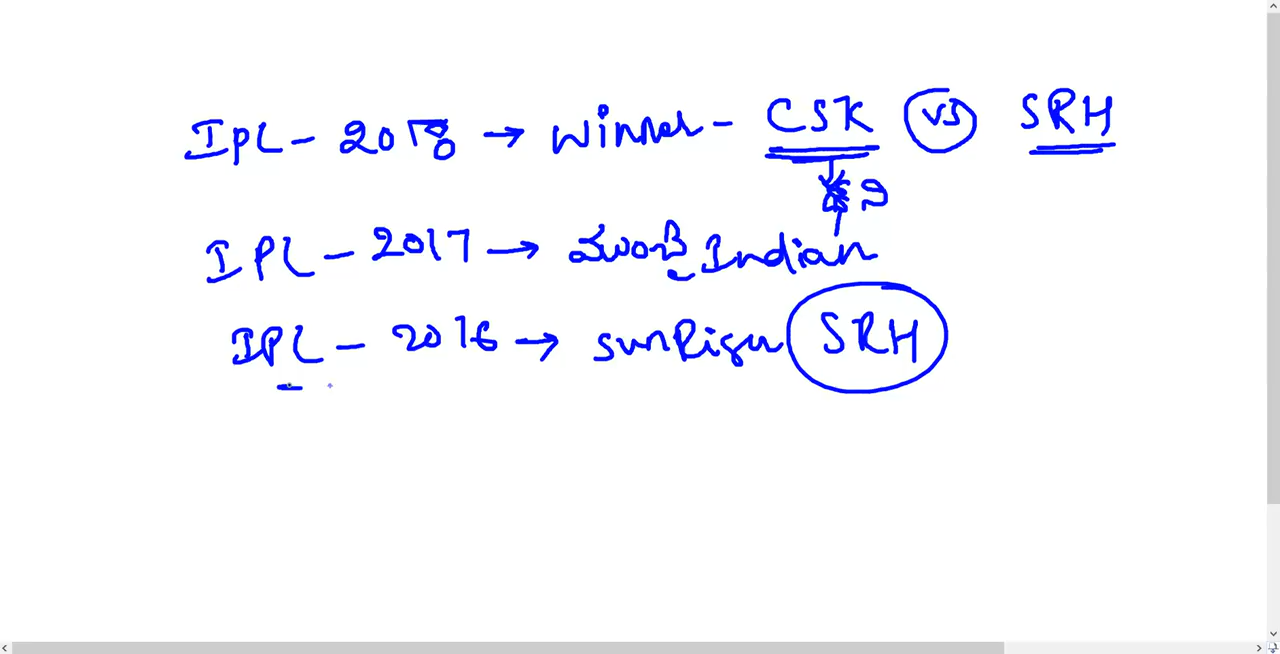 IPL - 2018 → Winner - CSK VS SRH
IPL - 2017 → ముంబై Indian
IPL - 2016 → SunRiser SRH